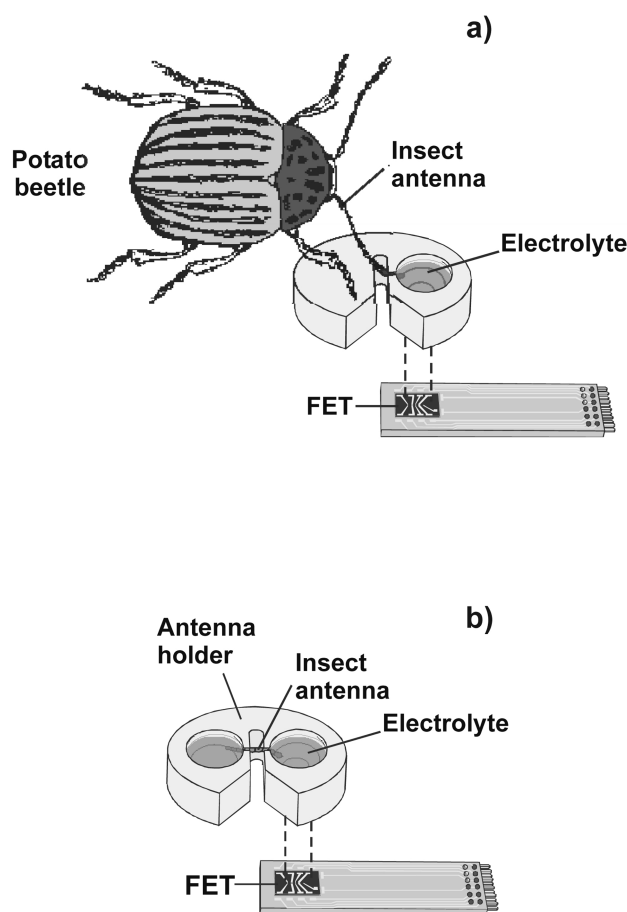 a)
Potato
beetle
Insect
antenna
Electrolyte
FET
b)
Antenna
holder
Insect
antenna
Electrolyte
FET